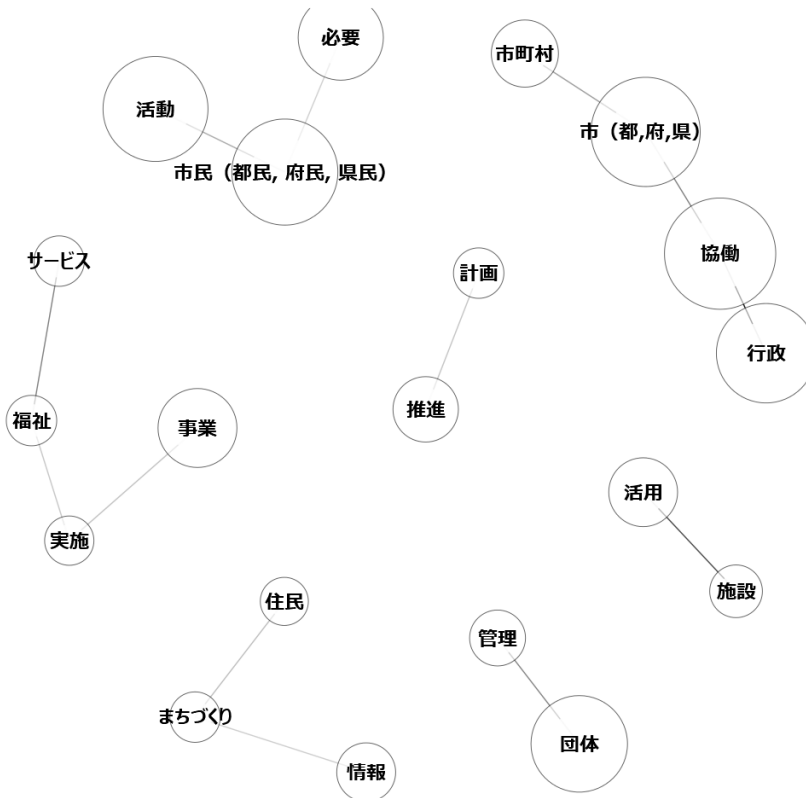 必要
市町村
活動
市（都,府,県）
市民（都民, 府民, 県民）
協働
サービス
計画
行政
推進
福祉
事業
活用
実施
施設
住民
管理
まちづくり
団体
情報